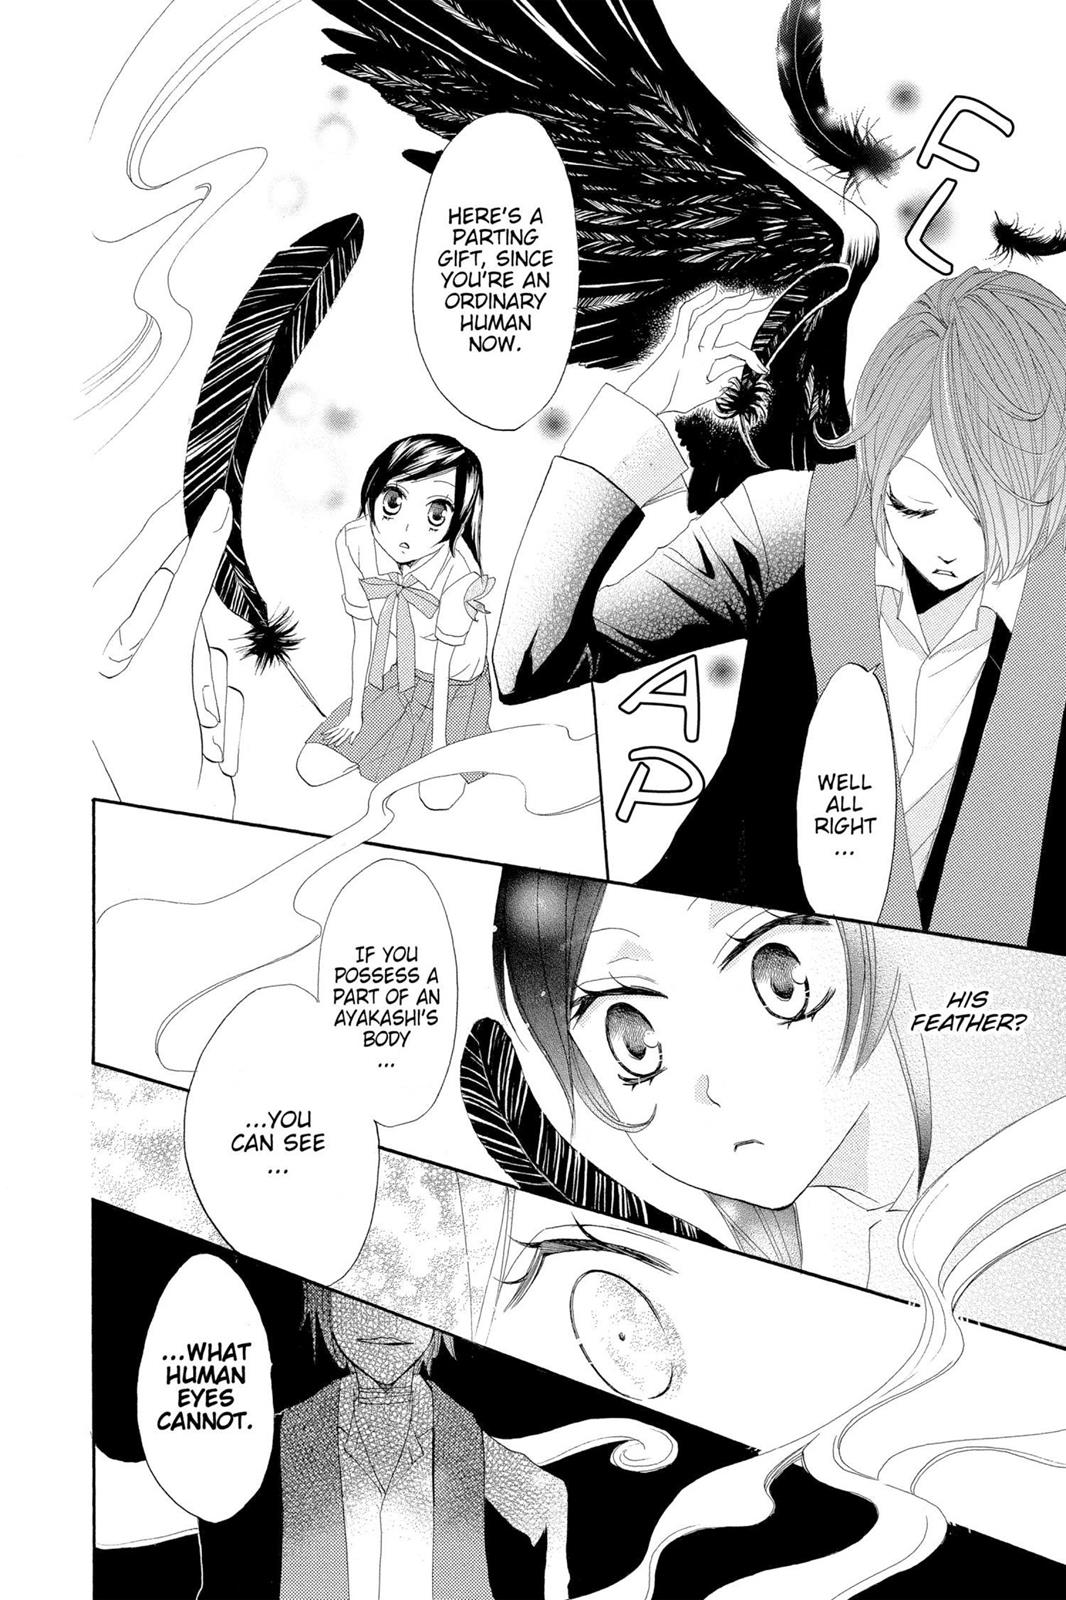 FL
AP
WELL
ALL
RIGHT
...
HERE'S A
PARTING
GIFT, SINCE
YOU'RE AN
ORDINARY
HUMAN
NOW.
HIS
FEATHER?
IF YOU
POSSESS A
PART OF AN
AYAKASHI'S
BODY
...
...YOU
CAN SEE
...
...WHAT
HUMAN
EYES
CANNOT.